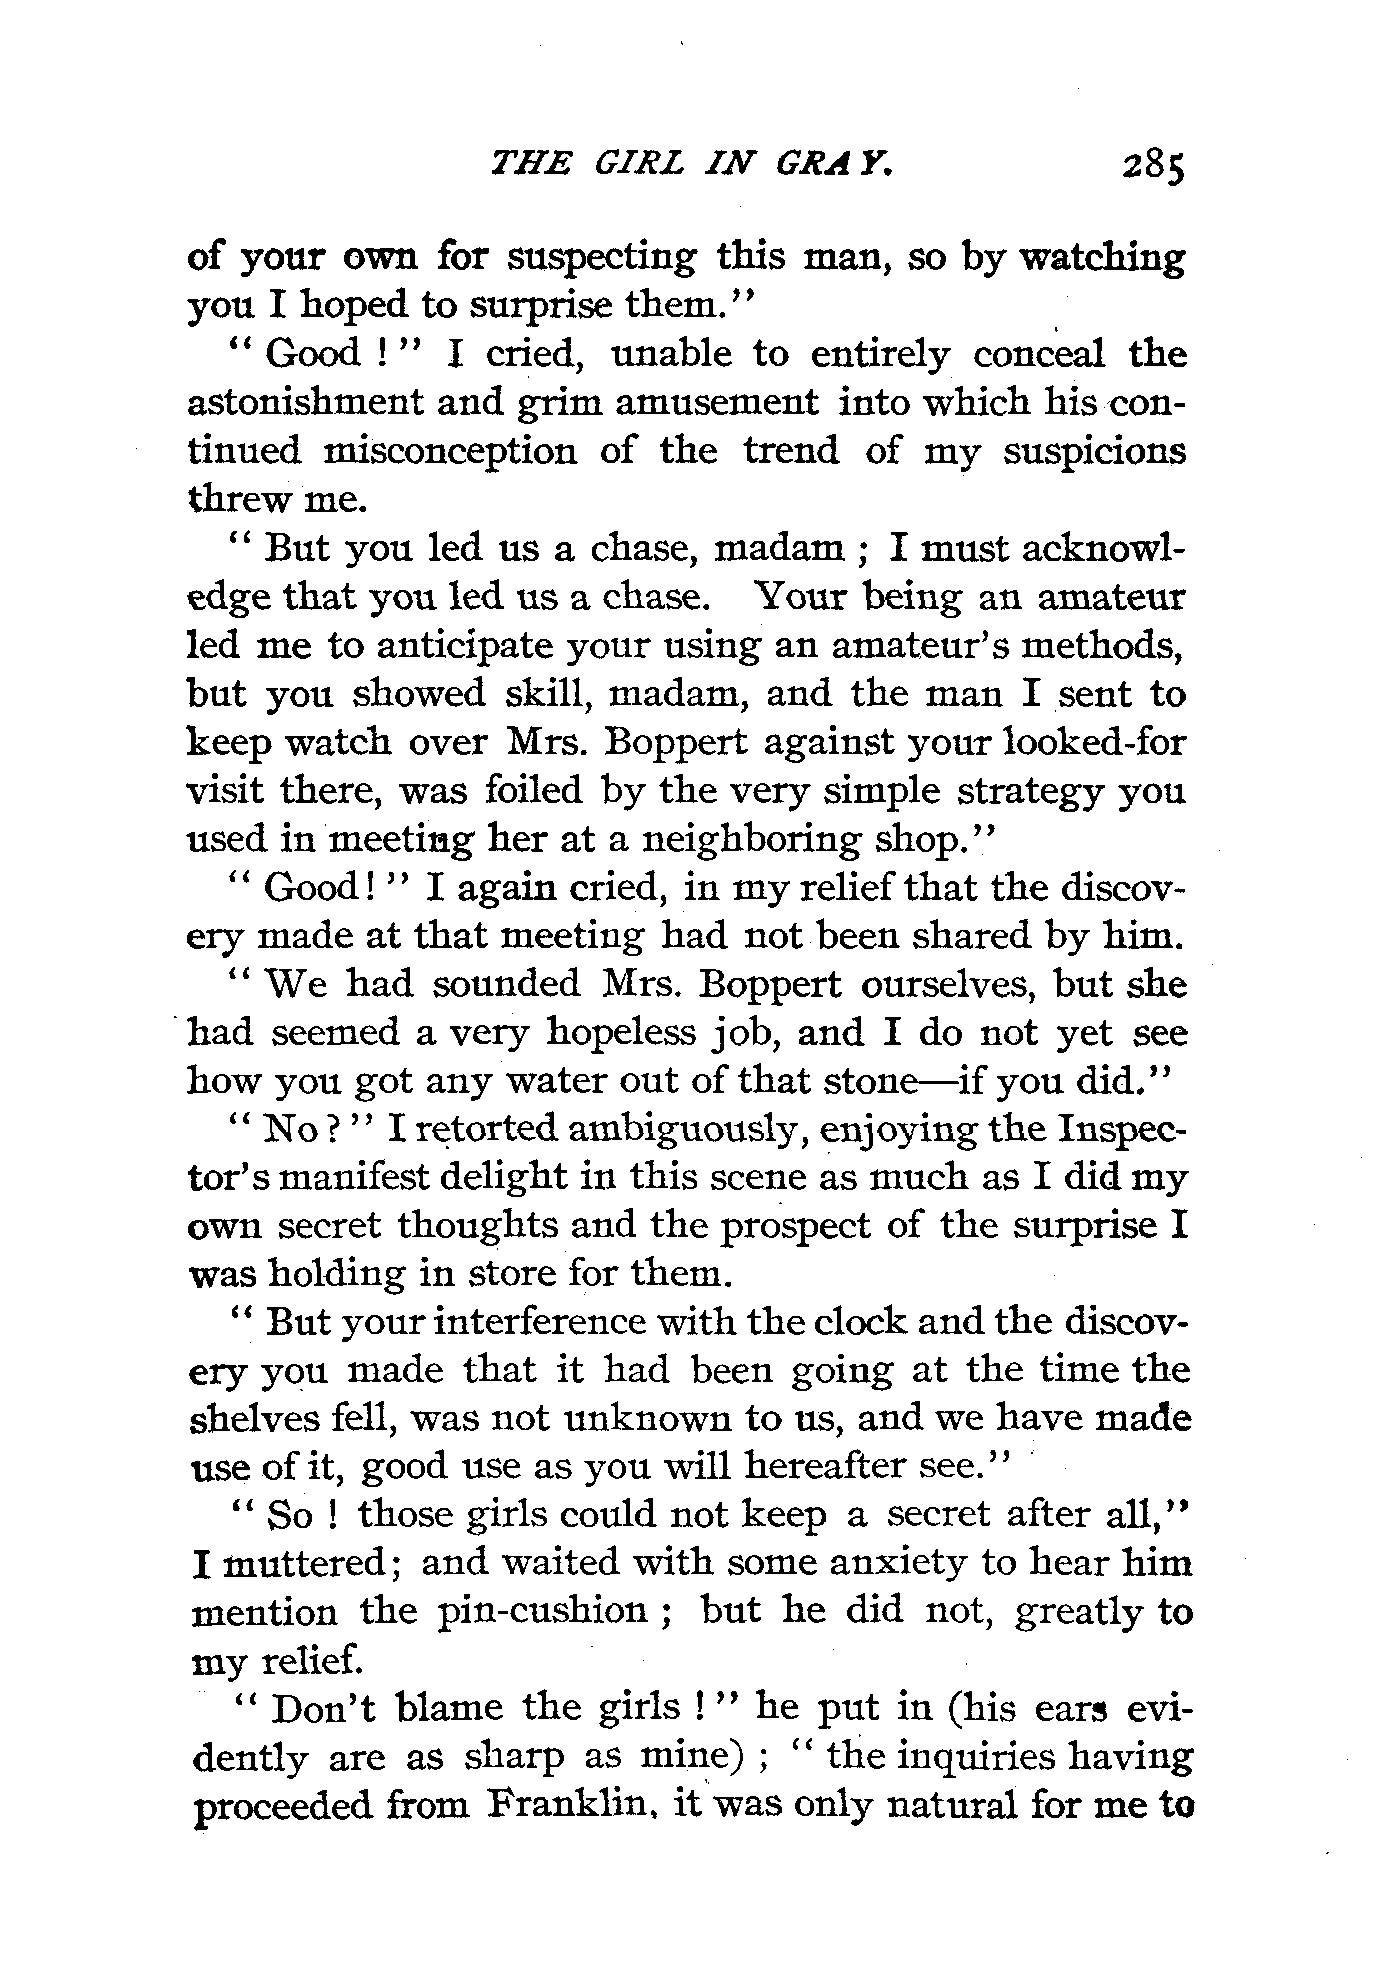 THE GIRL IN GRAY. 285
of your own for suspecting this man, so by watching
you I hoped to surprise them."
"Good!" I cried, unable to entirely conceal the
astonishment and grim amusement into which his con-
tinued misconception of the trend of my suspicions
threw me.
"But you led us a chase, madam; I must acknowl-
edge that you led us a chase. Your being an amateur
led me to anticipate your using an amateur's methods,
but you showed skill, madam, and the man I sent to
keep watch over Mrs. Boppert against your looked-for
visit there, was foiled by the very simple strategy you
used in meeting her at a neighboring shop."
"Good!" I again cried, in my relief that the discov-
ery made at that meeting had not been shared by him.
"We had sounded Mrs. Boppert ourselves, but she
had seemed a very hopeless job, and I do not yet see
how you got any water out of that stone—if you did."
"No?" I retorted ambiguously, enjoying the Inspec-
tor's manifest delight in this scene as much as I did my
own secret thoughts and the prospect of the surprise I
was holding in store for them.
"But your interference with the clock and the discov-
ery you made that it had been going at the time the
shelves fell, was not unknown to us, and we have made
use of it, good use as you will hereafter see."
"So! those girls could not keep a secret after all,"
I muttered; and waited with some anxiety to hear him
mention the pin-cushion; but he did not, greatly to
my relief.
"Don't blame the girls!" he put in (his ears evi-
dently are as sharp as mine); "the inquiries having
proceeded from Franklin, it was only natural for me to